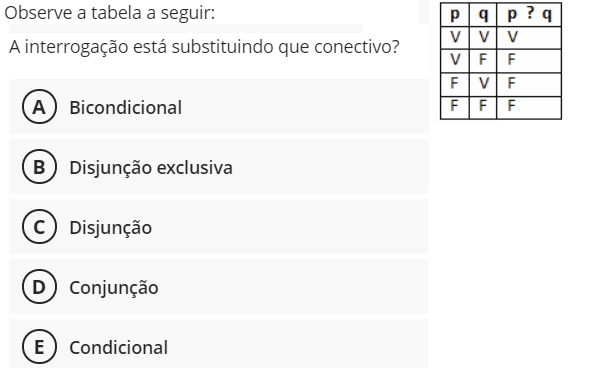 Observe a tabela a seguir:
A interrogação está substituindo que conectivo?
A Bicondicional
B Disjunção exclusiva
C Disjunção
D Conjunção
E Condicional
p q p ? q
V V V
V F F
F V F
F F F